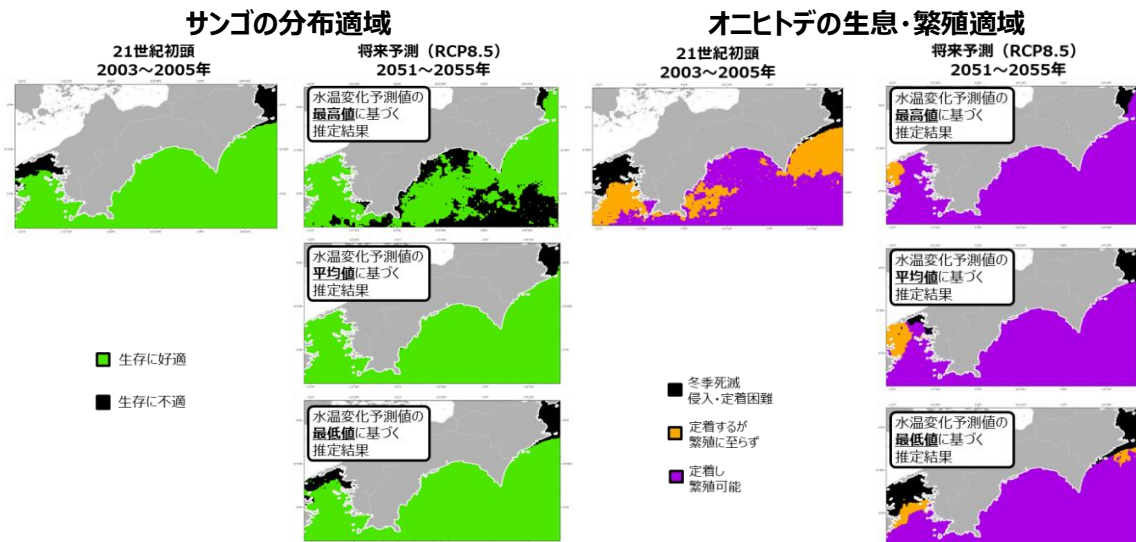 サンゴの分布適域
21世紀初頭
2003～2005年
将来予測（RCP8.5）
2051～2055年
水温変化予測値の
最高値に基づく
推定結果
水温変化予測値の
平均値に基づく
推定結果
水温変化予測値の
最低値に基づく
推定結果
生存に好適
生存に不適
オニヒトデの生息・繁殖適域
21世紀初頭
2003～2005年
将来予測（RCP8.5）
2051～2055年
水温変化予測値の
最高値に基づく
推定結果
水温変化予測値の
平均値に基づく
推定結果
水温変化予測値の
最低値に基づく
推定結果
冬季死滅
侵入・定着困難
定着するが
繁殖に至らず
定着し
繁殖可能